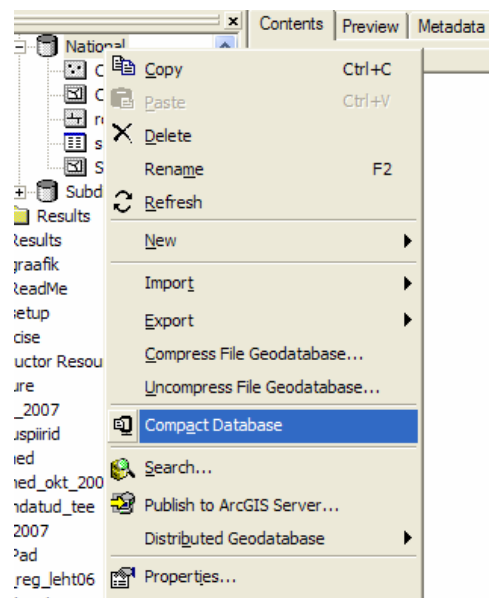 Contents Preview Metadata
National
Copy Ctrl+C
Paste Ctrl+V
Delete
Rename F2
Refresh
New
Import
Export
Compress File Geodatabase...
Uncompress File Geodatabase...
Compact Database
Search...
Publish to ArcGIS Server...
Distributed Geodatabase
Properties...
C
C
r
s
S
Subd
Results
Results
graafik
ReadMe
setup
cise
uctor Resou
ure
_2007
uspiirid
ned
ned_okt_200
ndatud_tee
2007
Pad
_reg_leht06